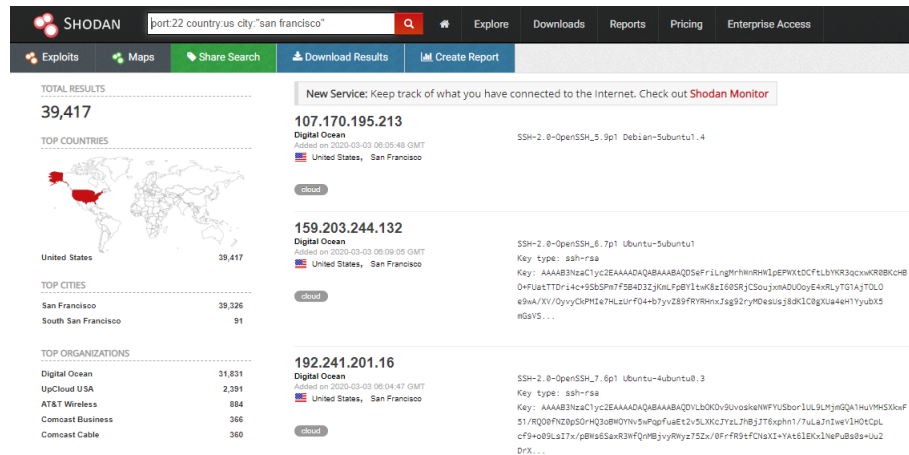 SHODAN
port:22 country:us city:"san francisco"
Explore Downloads Reports Pricing Enterprise Access
Exploits Maps Share Search Download Results Create Report
TOTAL RESULTS
39,417
TOP COUNTRIES
United States 39,417
TOP CITIES
San Francisco 39,326
South San Francisco 91
TOP ORGANIZATIONS
Digital Ocean 31,831
UpCloud USA 2,391
AT&T Wireless 884
Comcast Business 366
Comcast Cable 360
New Service: Keep track of what you have connected to the Internet. Check out Shodan Monitor
107.170.195.213
Digital Ocean
Added on 2020-03-03 06:05:48 GMT
United States, San Francisco
cloud
SSH-2.0-OpenSSH_5.9p1 Debian-5ubuntu1.4
159.203.244.132
Digital Ocean
Added on 2020-03-03 06:09:05 GMT
United States, San Francisco
cloud
SSH-2.0-OpenSSH_6.7p1 Ubuntu-5ubuntu1
Key type: ssh-rsa
Key:
mGsVS...
192.241.201.16
Digital Ocean
Added on 2020-03-03 06:04:47 GMT
United States, San Francisco
cloud
SSH-2.0-OpenSSH_7.6p1 Ubuntu-4ubuntu0.3
Key type: ssh-rsa
Key:
DrX...